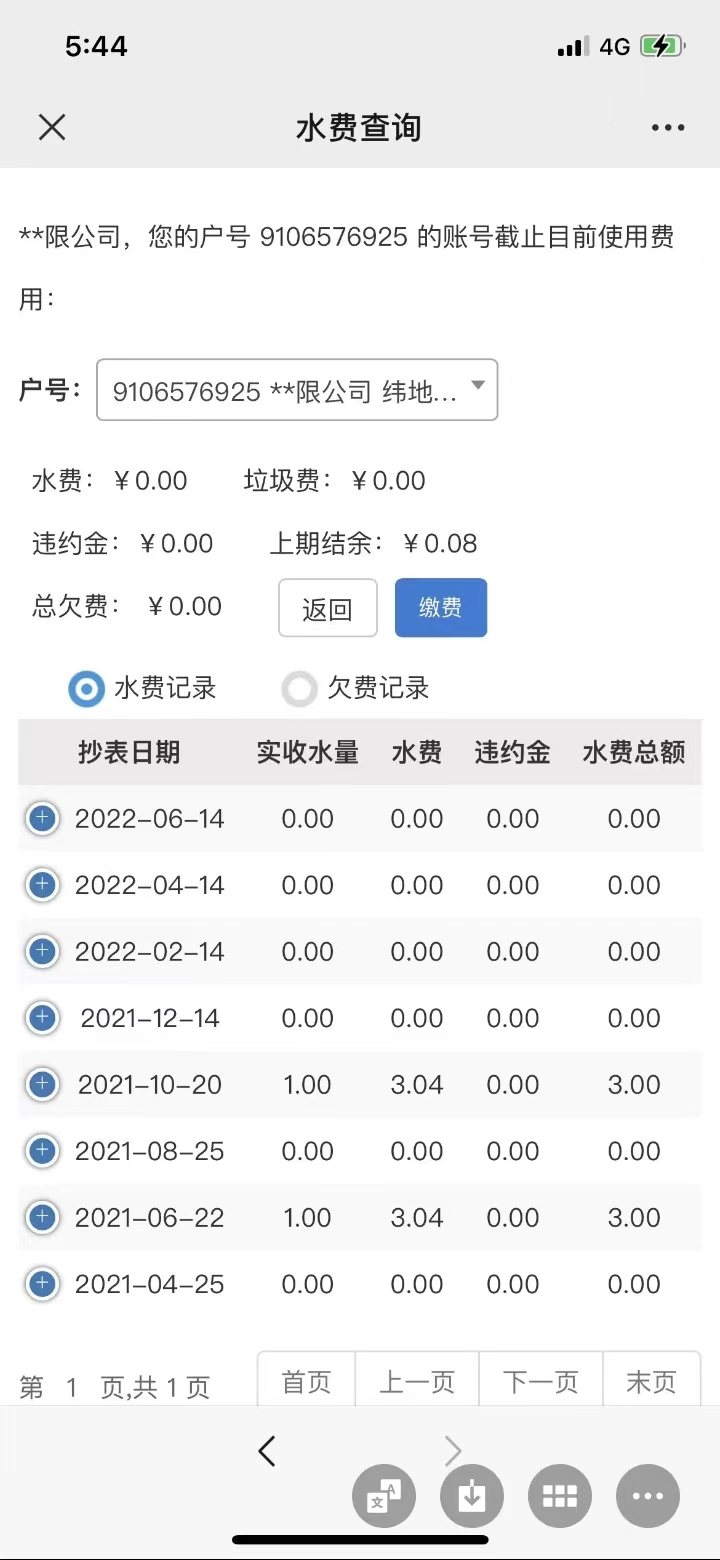 5:44 4G
水费查询
**限公司，您的户号 9106576925 的账号截止目前使用费
用：
户号： 9106576925 **限公司 纬地...
水费：￥0.00 垃圾费：￥0.00
违约金：￥0.00 上期结余：￥0.08
总欠费：￥0.00 返回 缴费
水费记录 欠费记录
抄表日期 实收水量 水费 违约金 水费总额
2022-06-14 0.00 0.00 0.00 0.00
2022-04-14 0.00 0.00 0.00 0.00
2022-02-14 0.00 0.00 0.00 0.00
2021-12-14 0.00 0.00 0.00 0.00
2021-10-20 1.00 3.04 0.00 3.00
2021-08-25 0.00 0.00 0.00 0.00
2021-06-22 1.00 3.04 0.00 3.00
2021-04-25 0.00 0.00 0.00 0.00
第 1 页,共 1 页 首页 上一页 下一页 末页
文 A